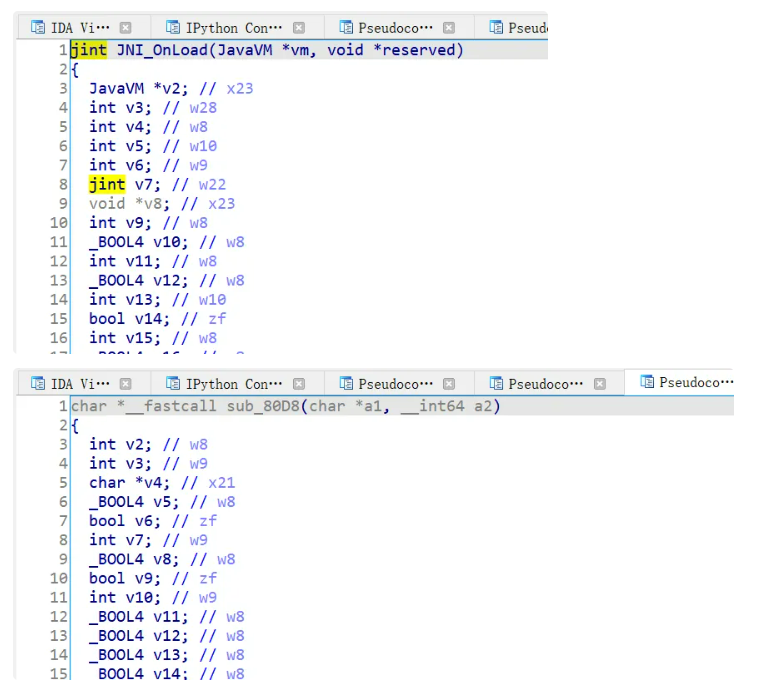 IDA Vi… IPython Con… Pseudoco… Pseud
1 jint JNI_OnLoad(JavaVM *vm, void *reserved)
2 {
3 JavaVM *v2; // x23
4 int v3; // w28
5 int v4; // w8
6 int v5; // w10
7 int v6; // w9
8 jint v7; // w22
9 void *v8; // x23
10 int v9; // w8
11 _BOOL4 v10; // w8
12 int v11; // w8
13 _BOOL4 v12; // w8
14 int v13; // w10
15 bool v14; // zf
16 int v15; // w8
IDA Vi… IPython Con… Pseudoco… Pseudoco… Pseudoco…
1 char *__fastcall sub_80D8(char *a1, __int64 a2)
2 {
3 int v2; // w8
4 int v3; // w9
5 char *v4; // x21
6 _BOOL4 v5; // w8
7 bool v6; // zf
8 int v7; // w9
9 _BOOL4 v8; // w8
10 bool v9; // zf
11 int v10; // w9
12 _BOOL4 v11; // w8
13 _BOOL4 v12; // w8
14 _BOOL4 v13; // w8
15 _BOOL4 v14; // w8